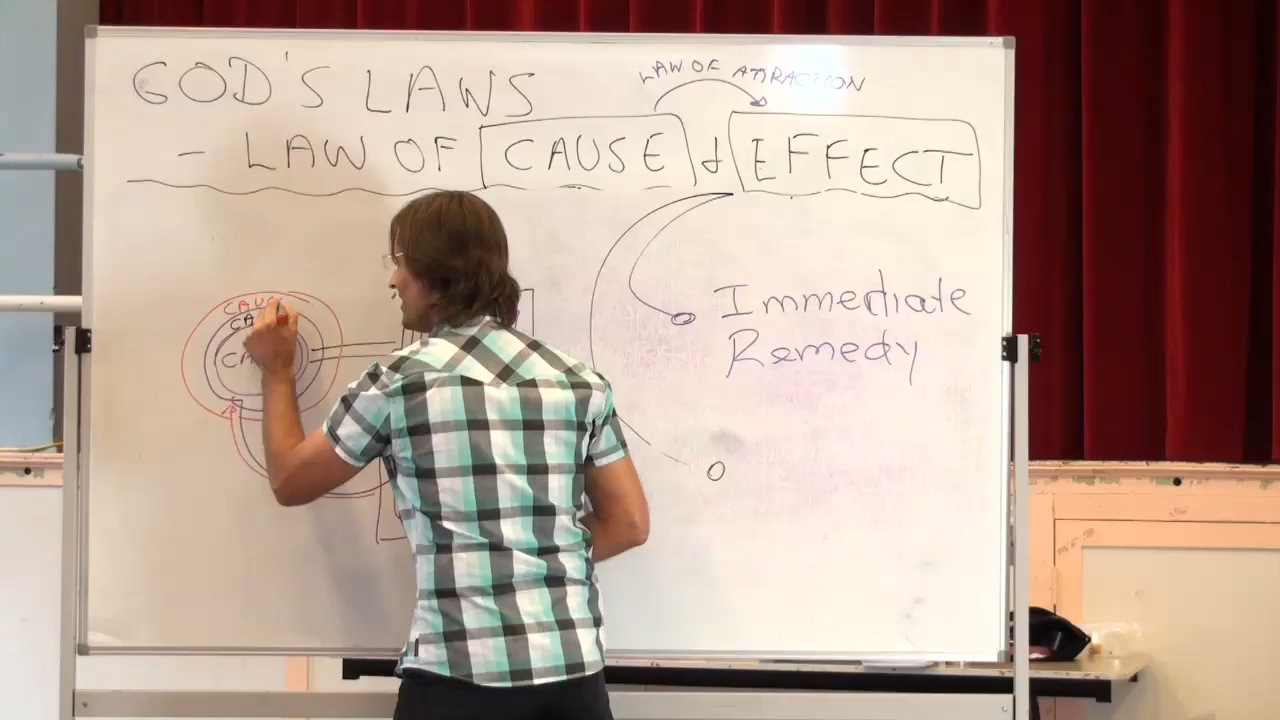 GOD'S LAWS
LAW OF ATTRACTION
- LAW OF CAUSE & EFFECT
Immediate
Remedy